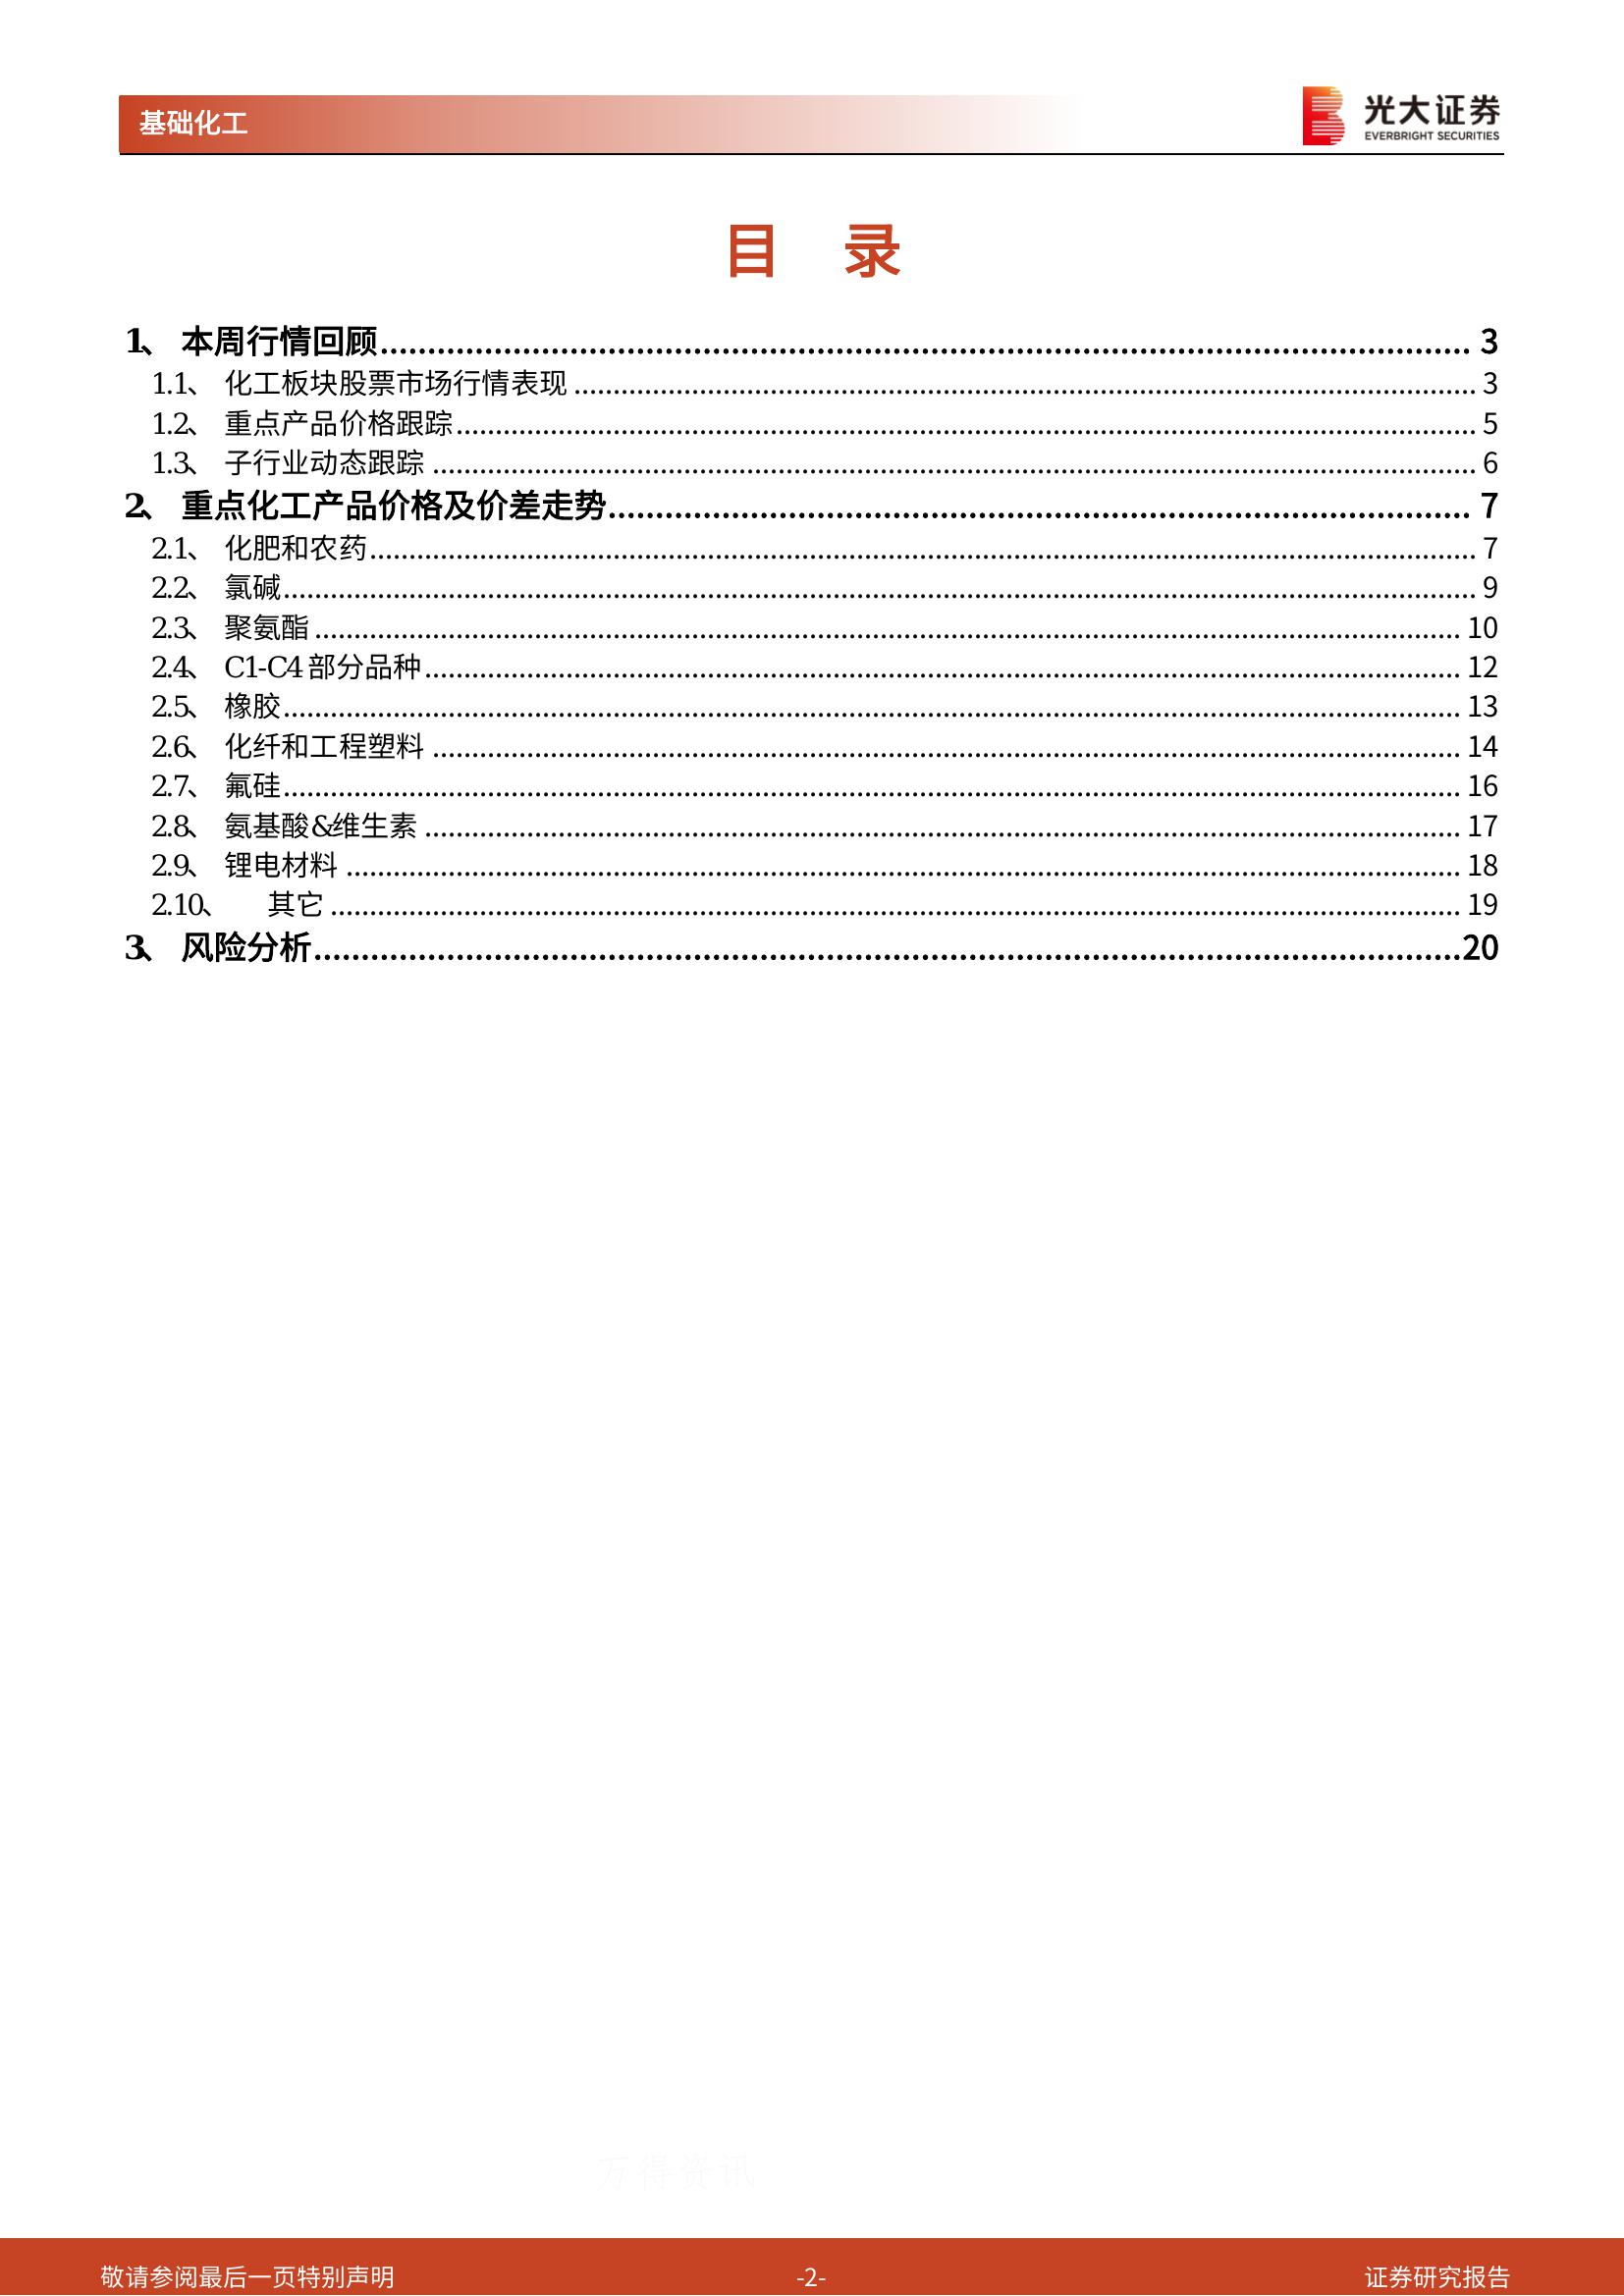 基础化工
光大证券
EVERBRIGHT SECURITIES
目 录
1、 本周行情回顾 3
1.1、 化工板块股票市场行情表现 3
1.2、 重点产品价格跟踪 5
1.3、 子行业动态跟踪 6
2、 重点化工产品价格及价差走势 7
2.1、 化肥和农药 7
2.2、 氯碱 9
2.3、 聚氨酯 10
2.4、 C1-C4 部分品种 12
2.5、 橡胶 13
2.6、 化纤和工程塑料 14
2.7、 氟硅 16
2.8、 氨基酸&维生素 17
2.9、 锂电材料 18
2.10、 其它 19
3、 风险分析 20
万得资讯
敬请参阅最后一页特别声明 -2- 证券研究报告